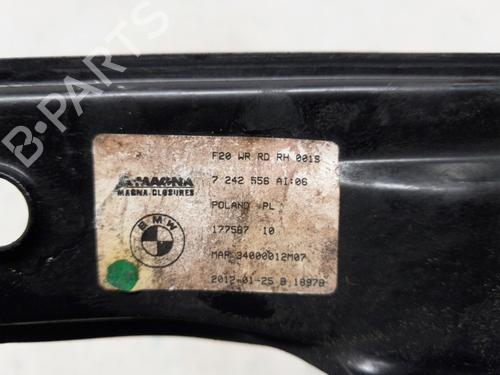 B-PARTS
F20 WR RD RH 001S
MAGNA
7 242 556 AI:06
MAGNA CLOSURES
POLAND PL
BMW
177587 10
MAR 34000012M07
2012-01-25 B 18978